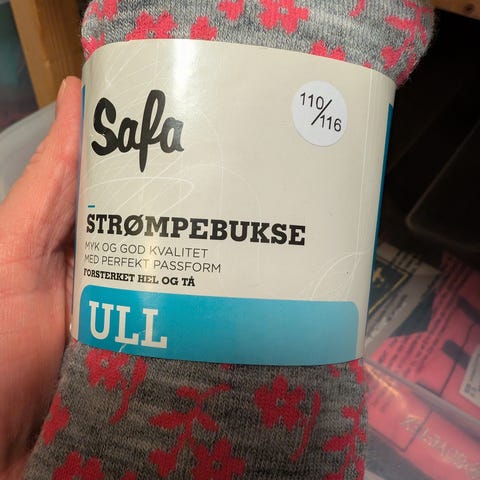 Safa
110/116
STRØMPEBUKSE
MYK OG GOD KVALITET
MED PERFEKT PASSFORM
FORSTERKET HEL OG TÅ
ULL